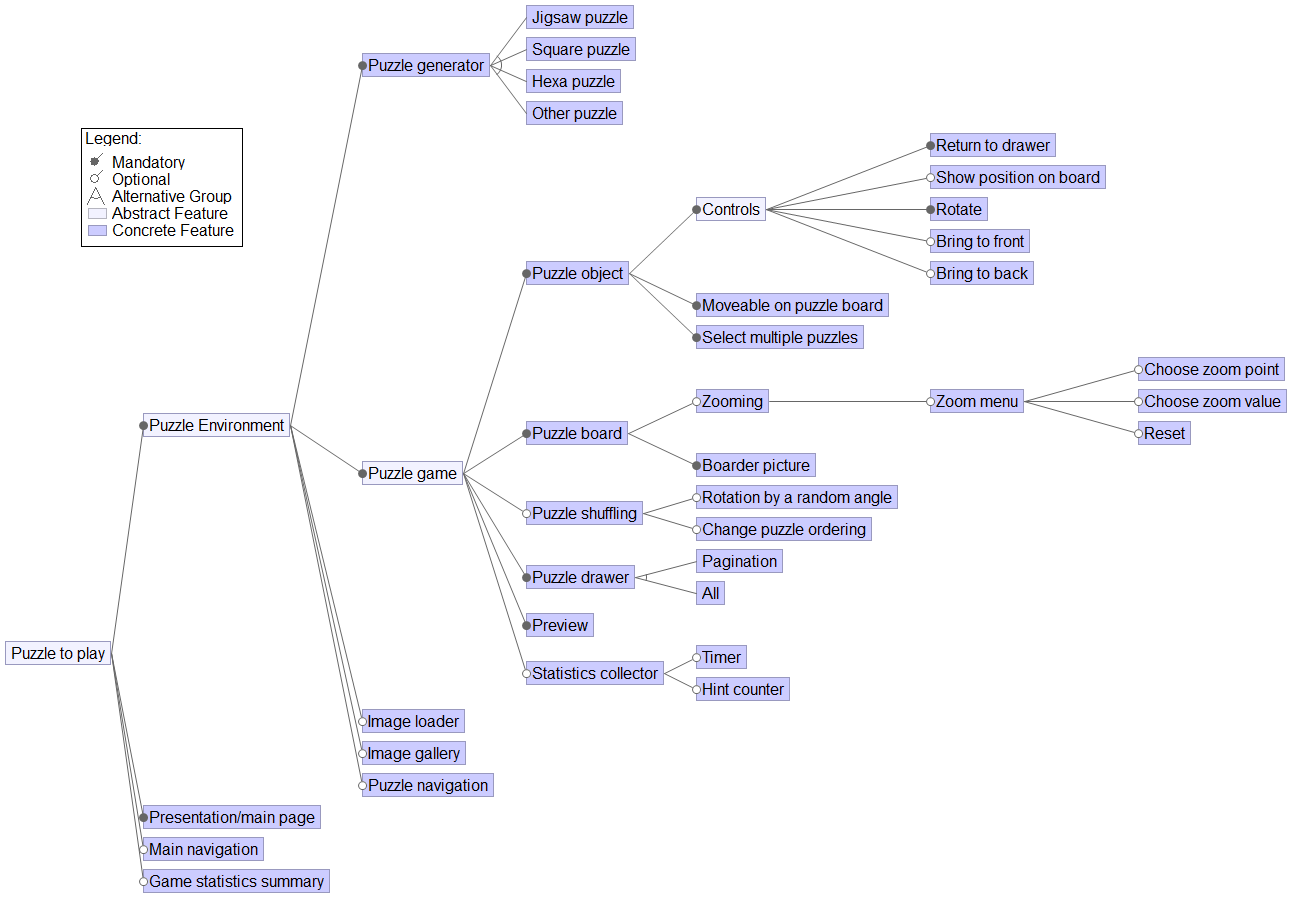 Jigsaw puzzle
Square puzzle
Puzzle generator
Hexa puzzle
Other puzzle
Legend:
Mandatory
Optional
Alternative Group
Abstract Feature
Concrete Feature
Return to drawer
Show position on board
Controls
Rotate
Bring to front
Bring to back
Puzzle object
Moveable on puzzle board
Select multiple puzzles
Choose zoom point
Zooming
Zoom menu
Choose zoom value
Reset
Puzzle Environment
Puzzle board
Boarder picture
Puzzle game
Rotation by a random angle
Puzzle shuffling
Change puzzle ordering
Pagination
Puzzle drawer
All
Preview
Puzzle to play
Timer
Statistics collector
Hint counter
Image loader
Image gallery
Puzzle navigation
Presentation/main page
Main navigation
Game statistics summary